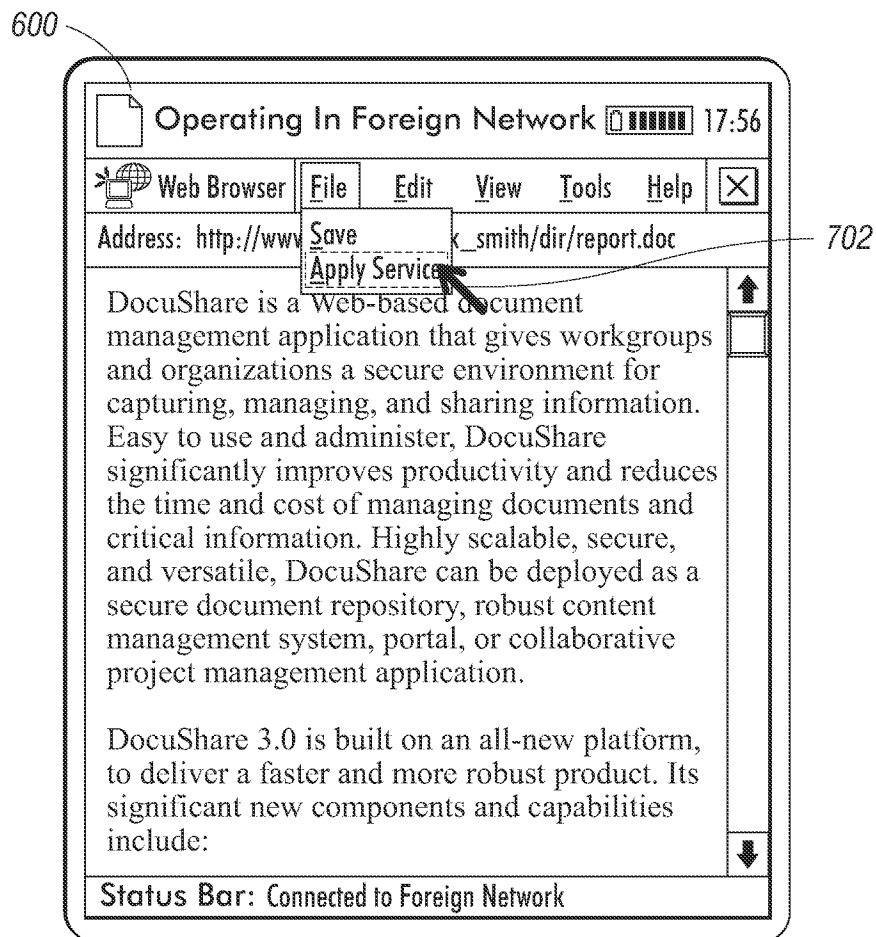 600
Operating In Foreign Network 17:56
Web Browser File Edit View Tools Help
Address: http://www k_smith/dir/report.doc
Save
Apply Service
702
DocuShare is a Web-based document
management application that gives workgroups
and organizations a secure environment for
capturing, managing, and sharing information.
Easy to use and administer, DocuShare
significantly improves productivity and reduces
the time and cost of managing documents and
critical information. Highly scalable, secure,
and versatile, DocuShare can be deployed as a
secure document repository, robust content
management system, portal, or collaborative
project management application.
DocuShare 3.0 is built on an all-new platform,
to deliver a faster and more robust product. Its
significant new components and capabilities
include:
Status Bar: Connected to Foreign Network